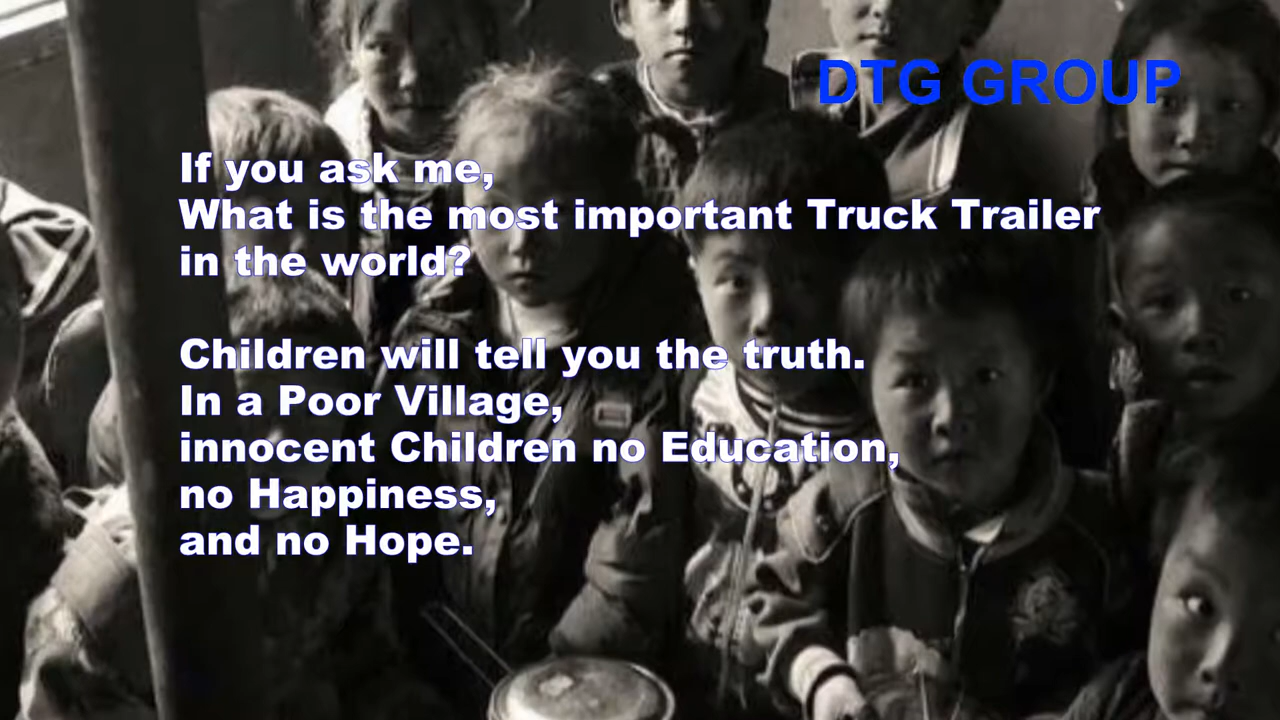 DTG GROUP
If you ask me,
What is the most important Truck Trailer
in the world?
Children will tell you the truth.
In a Poor Village,
innocent Children no Education,
no Happiness,
and no Hope.